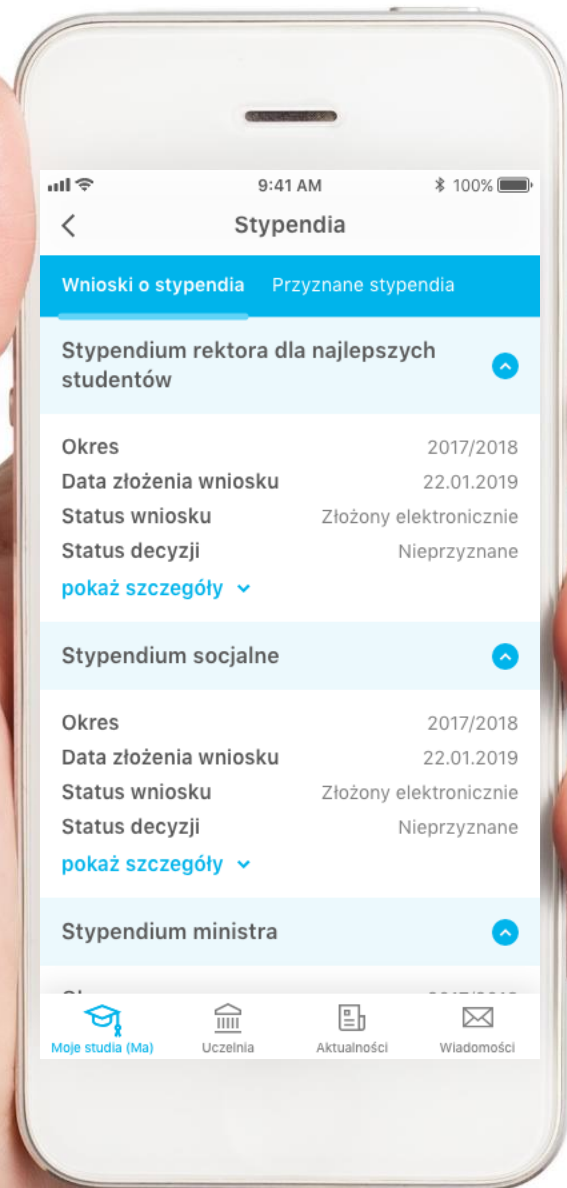 9:41 AM 100%
Stypendia
Wnioski o stypendia Przyznane stypendia
Stypendium rektora dla najlepszych
studentów
Okres 2017/2018
Data złożenia wniosku 22.01.2019
Status wniosku Złożony elektronicznie
Status decyzji Nieprzyznane
pokaż szczegóły
Stypendium socjalne
Okres 2017/2018
Data złożenia wniosku 22.01.2019
Status wniosku Złożony elektronicznie
Status decyzji Nieprzyznane
pokaż szczegóły
Stypendium ministra
Moje studia (Ma) Uczelnia Aktualności Wiadomości